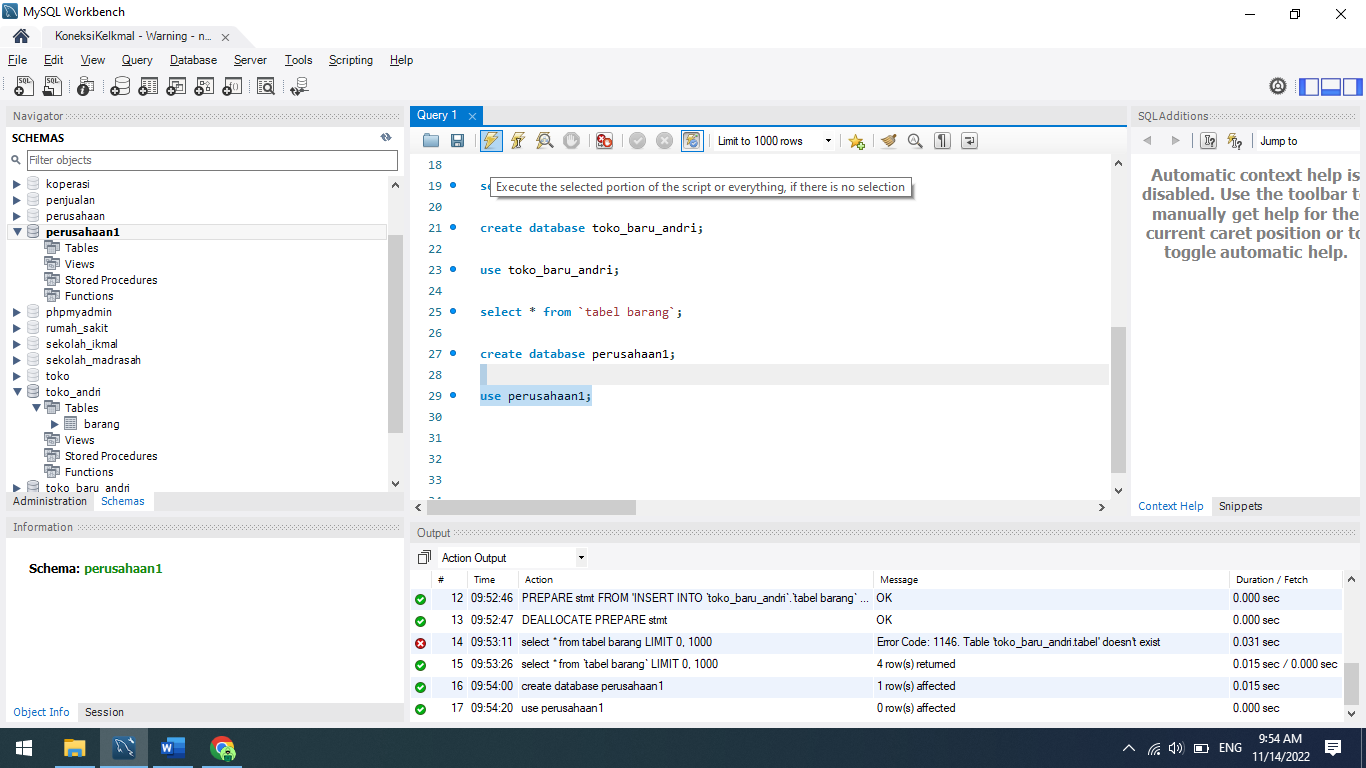 MySQL Workbench
KoneksiKelkmal - Warning - n...
File Edit View Query Database Server Tools Scripting Help
Navigator
SCHEMAS
Filter objects
koperasi
penjualan
perusahaan
perusahaan1
Tables
Views
Stored Procedures
Functions
phpmyadmin
rumah_sakit
sekolah_ikmal
sekolah_madrasah
toko
toko_andri
Tables
barang
Views
Stored Procedures
Functions
toko_baru_andri
Administration Schemas
Information
Schema: perusahaan1
Object Info Session
Query 1
Limit to 1000 rows
18
19 se
Execute the selected portion of the script or everything, if there is no selection
20
21 create database toko_baru_andri;
22
23 use toko_baru_andri;
24
25 select * from `tabel barang`;
26
27 create database perusahaan1;
28
29 use perusahaan1;
30
31
32
33
34
SQLAdditions
Jump to
Automatic context help is
disabled. Use the toolbar t
manually get help for the
current caret position or to
toggle automatic help.
Context Help Snippets
Output
Action Output
# Time Action Message Duration / Fetch
12 09:52:46 PREPARE stmt FROM 'INSERT INTO `toko_baru_andri`.`tabel barang` ... OK 0.000 sec
13 09:52:47 DEALLOCATE PREPARE stmt OK 0.000 sec
14 09:53:11 select * from tabel barang LIMIT 0, 1000 Error Code: 1146. Table 'toko_baru_andri.tabel' doesn't exist 0.031 sec
15 09:53:26 select * from `tabel barang` LIMIT 0, 1000 4 row(s) returned 0.015 sec / 0.000 sec
16 09:54:00 create database perusahaan1 1 row(s) affected 0.015 sec
17 09:54:20 use perusahaan1 0 row(s) affected 0.000 sec
ENG
9:54 AM
11/14/2022